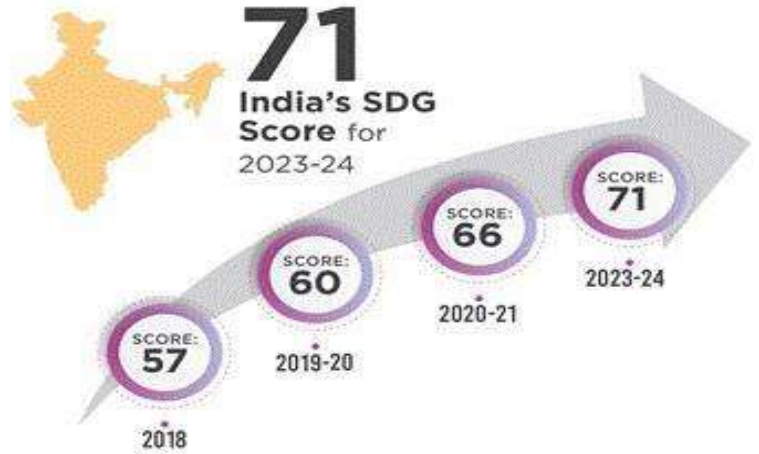 71
India's SDG
Score for
2023-24
SCORE:
57
2018
SCORE:
60
2019-20
SCORE:
66
2020-21
SCORE:
71
2023-24